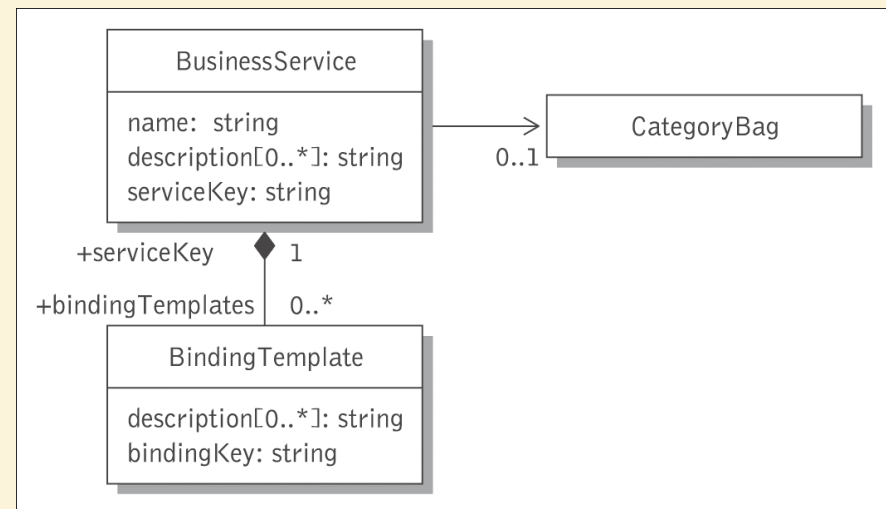 BusinessService
name: string
description[0..*]: string
serviceKey: string
CategoryBag
0..1
+serviceKey 1
+bindingTemplates 0..*
BindingTemplate
description[0..*]: string
bindingKey: string